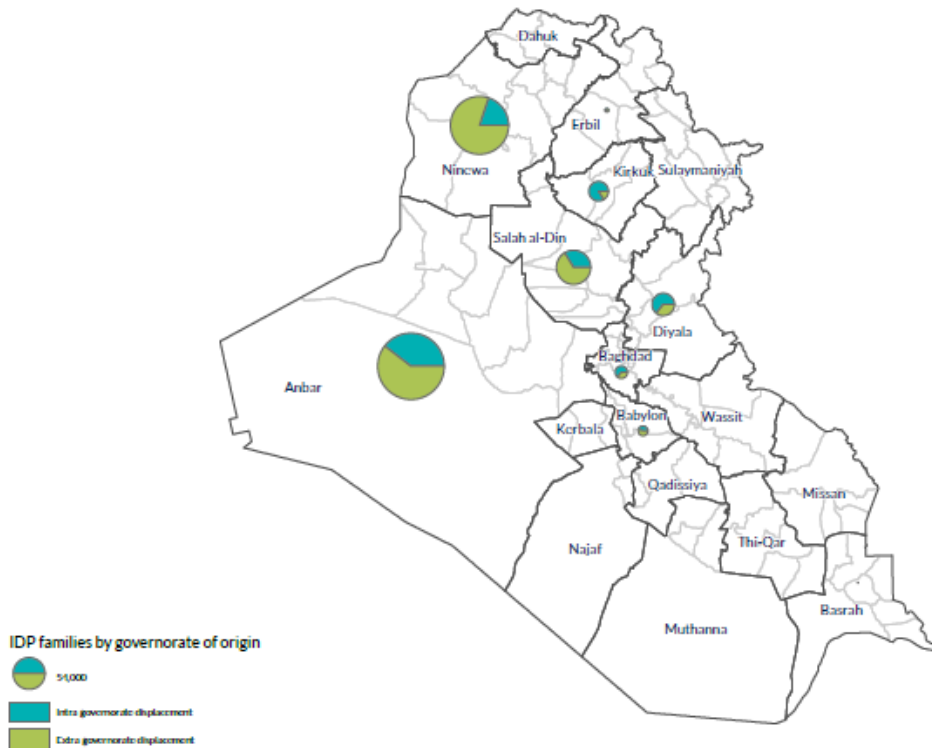 Dahuk
Erbil
Ninewa
Kirkuk
Sulaymaniyah
Salah al-Din
Diyala
Baghdad
Anbar
Babylon
Wassit
Kerbala
Qadissiya
Missan
Najaf
Thi-Qar
Basrah
Muthanna
IDP families by governorate of origin
54,000
Intra governorate displacement
Extra governorate displacement